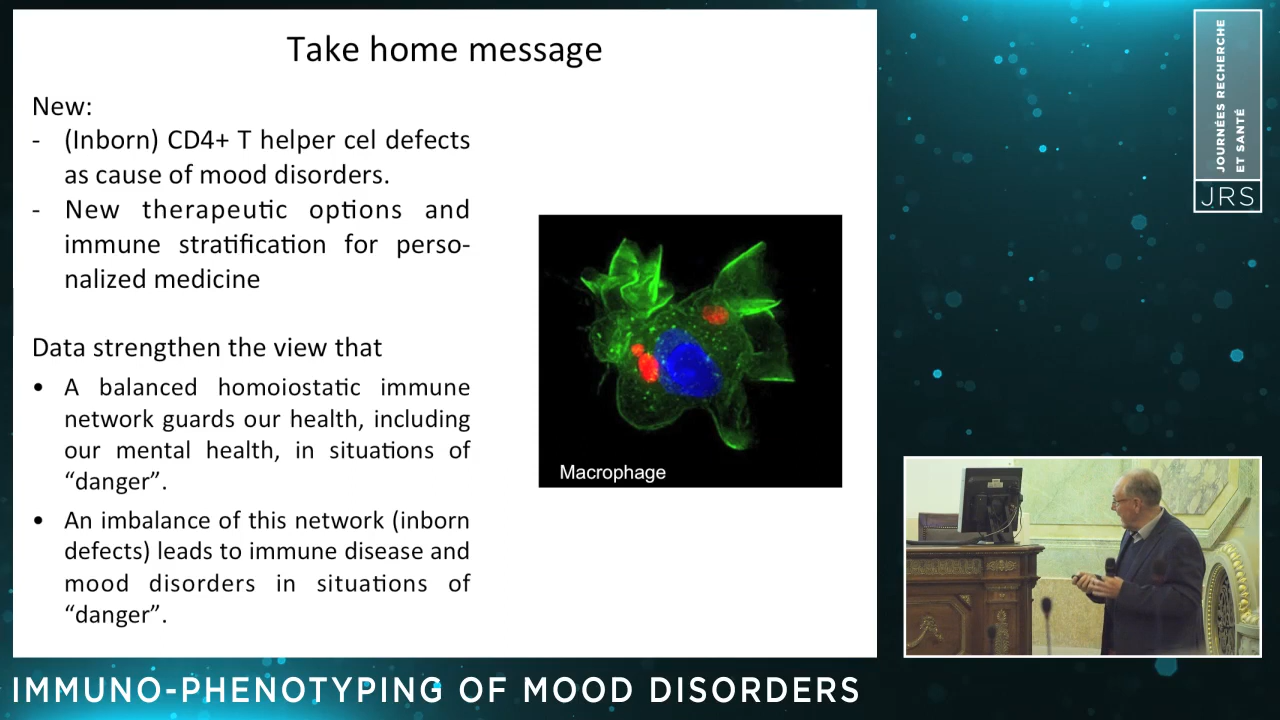 Take home message
New:
- (Inborn) CD4+ T helper cel defects
as cause of mood disorders.
- New therapeutic options and
immune stratification for perso-
nalized medicine
Data strengthen the view that
• A balanced homoiostatic immune
network guards our health, including
our mental health, in situations of
“danger”.
• An imbalance of this network (inborn
defects) leads to immune disease and
mood disorders in situations of
“danger”.
Macrophage
JOURNÉES RECHERCHE
ET SANTÉ
JRS
IMMUNO-PHENOTYPING OF MOOD DISORDERS